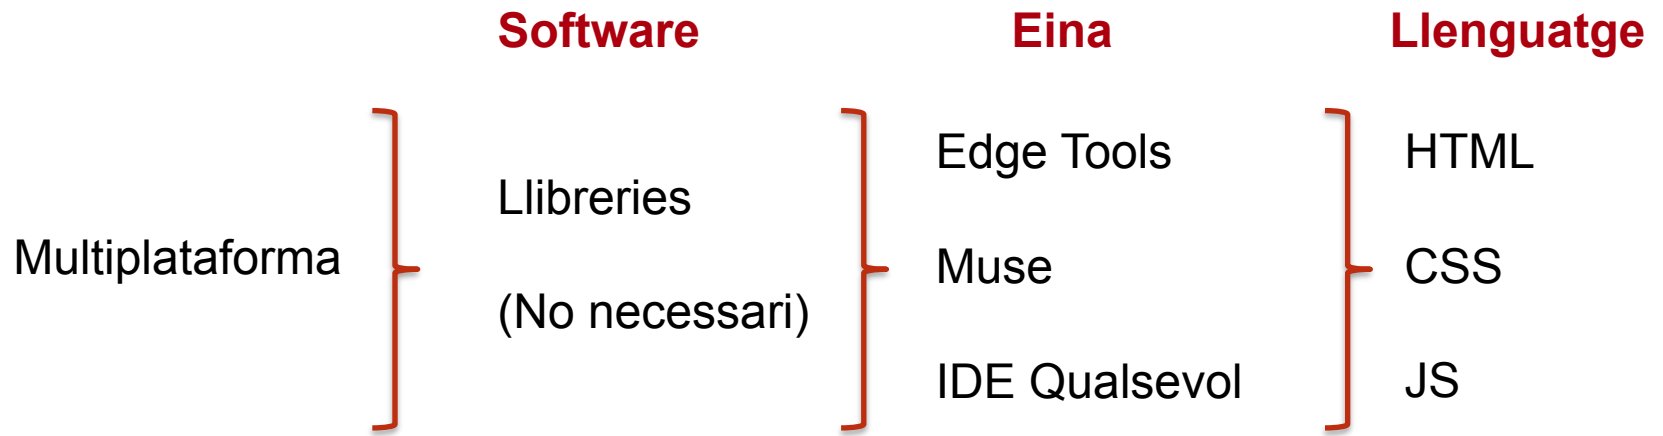 Software
Eina
Llenguatge
Multiplataforma
Llibreries
(No necessari)
Edge Tools
Muse
IDE Qualsevol
HTML
CSS
JS